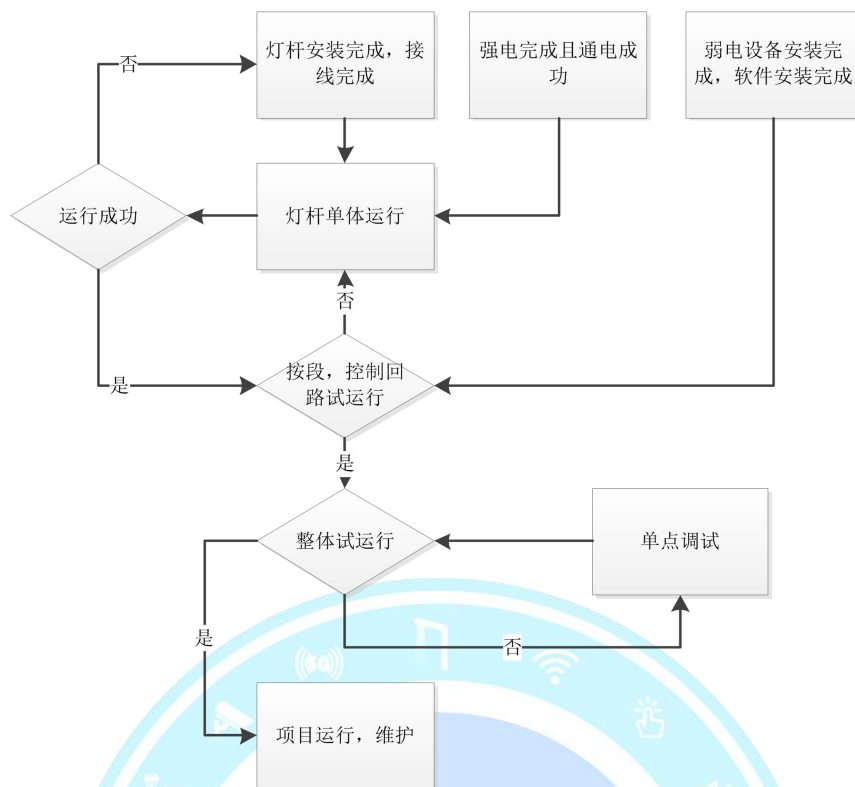 否
灯杆安装完成，接
线完成
强电完成且通电成
功
弱电设备安装完
成，软件安装完成
运行成功
灯杆单体运行
否
是
按段，控制回
路试运行
是
整体试运行
单点调试
是
否
5G
项目运行，维护